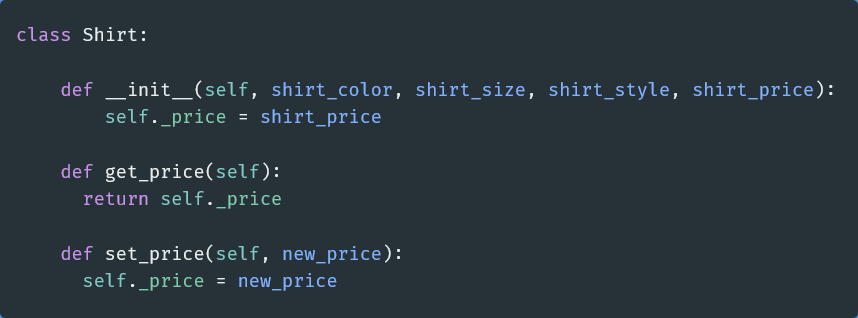 class Shirt:
    def __init__(self, shirt_color, shirt_size, shirt_style, shirt_price):
        self._price = shirt_price
    def get_price(self):
      return self._price
    def set_price(self, new_price):
      self._price = new_price